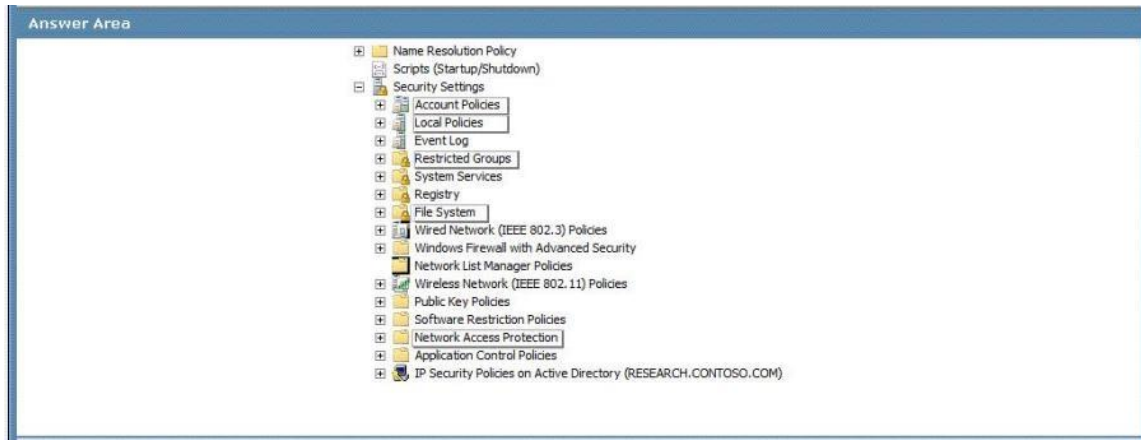 Answer Area
Name Resolution Policy
Scripts (Startup/Shutdown)
Security Settings
Account Policies
Local Policies
Event Log
Restricted Groups
System Services
Registry
File System
Wired Network (IEEE 802.3) Policies
Windows Firewall with Advanced Security
Network List Manager Policies
Wireless Network (IEEE 802.11) Policies
Public Key Policies
Software Restriction Policies
Network Access Protection
Application Control Policies
IP Security Policies on Active Directory (RESEARCH.CONTOSO.COM)